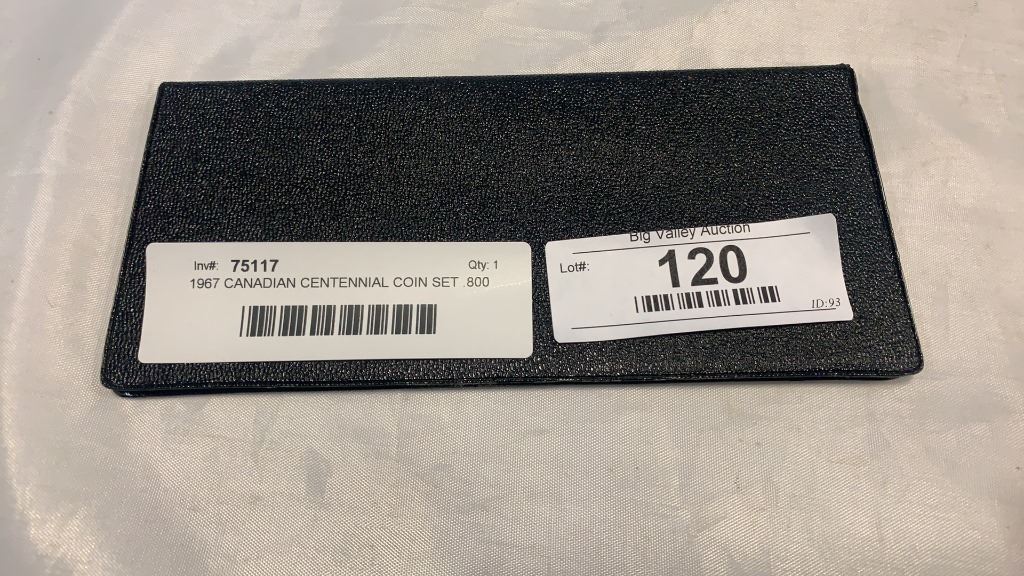 Inv#: 75117 Qty: 1
1967 CANADIAN CENTENNIAL COIN SET .800
Big Valley Auction
Lot#: 120
ID:93